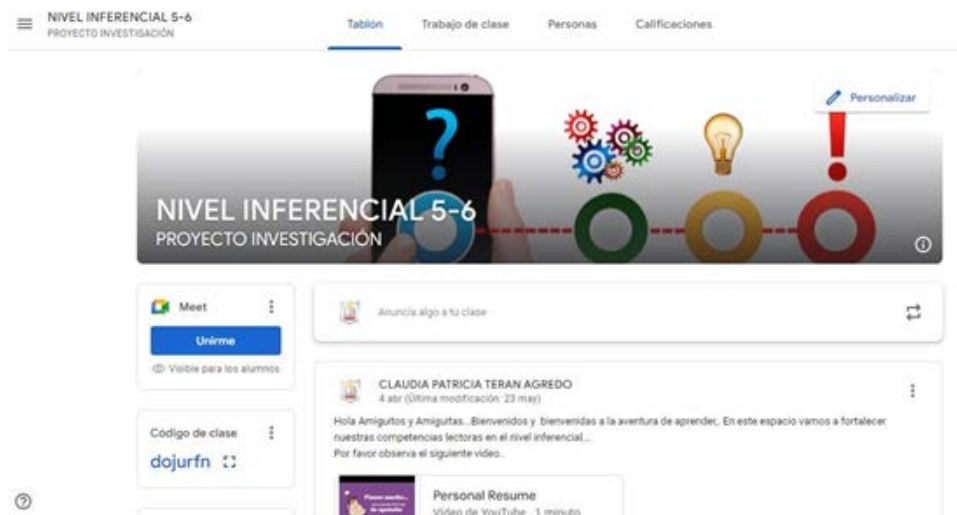 NIVEL INFERENCIAL 5-6
PROYECTO INVESTIGACIÓN
Tablón
Trabajo de clase
Personas
Calificaciones
Personalizar
?
!
NIVEL INFERENCIAL 5-6
PROYECTO INVESTIGACIÓN
Meet
Unirme
Visible para los alumnos
Código de clase
dojurfn
Anuncia algo a tu clase
CLAUDIA PATRICIA TERAN AGREDO
4 abr (Última modificación: 23 may)
Hola Amiguitos y Amiguitas...Bienvenidos y bienvenidas a la aventura de aprender,. En este espacio vamos a fortalecer
nuestras competencias lectoras en el nivel inferencial...
Por favor observa el siguiente video..
de aprender
Personal Resume
Vídeo de YouTube 1 minuto